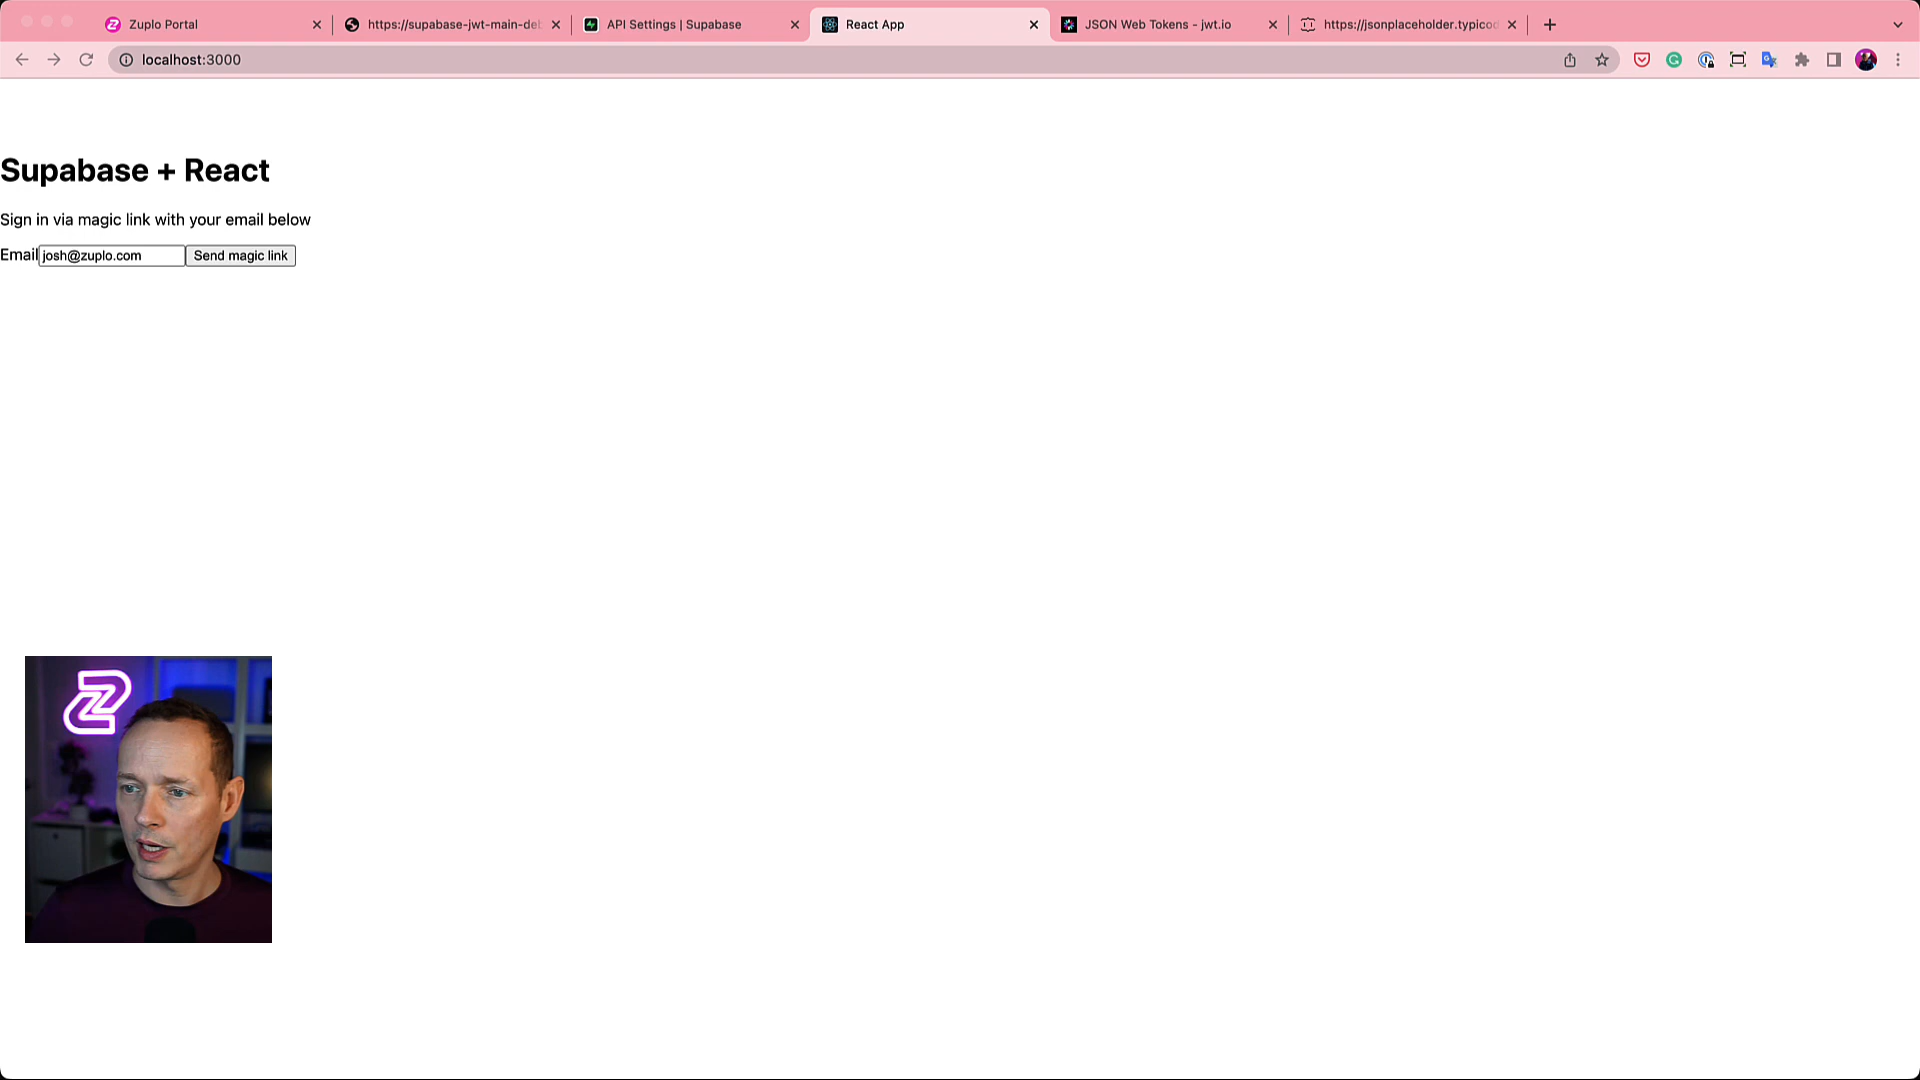 Zuplo Portal
https://supabase-jwt-main-deb
API Settings | Supabase
React App
JSON Web Tokens - jwt.io
https://jsonplaceholder.typicod
localhost:3000
Supabase + React
Sign in via magic link with your email below
Email josh@zuplo.com Send magic link